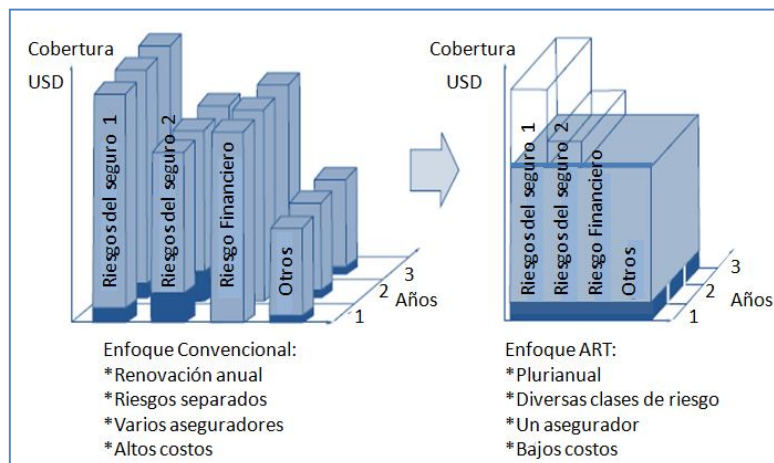 Cobertura
USD
Riesgos del seguro 1
Riesgos del seguro 2
Riesgo Financiero
Otros
1
2
3
Años
Enfoque Convencional:
*Renovación anual
*Riesgos separados
*Varios aseguradores
*Altos costos
Cobertura
USD
Riesgos del seguro 1
Riesgos del seguro 2
Riesgo Financiero
Otros
1
2
3
Años
Enfoque ART:
*Plurianual
*Diversas clases de riesgo
*Un asegurador
*Bajos costos